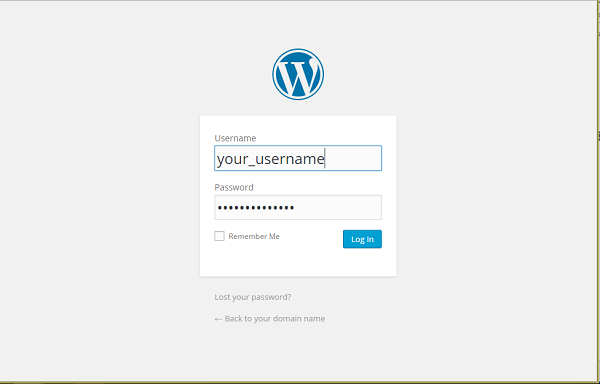 Username
your_username
Password
••••••••••••••
Remember Me
Log In
Lost your password?
← Back to your domain name